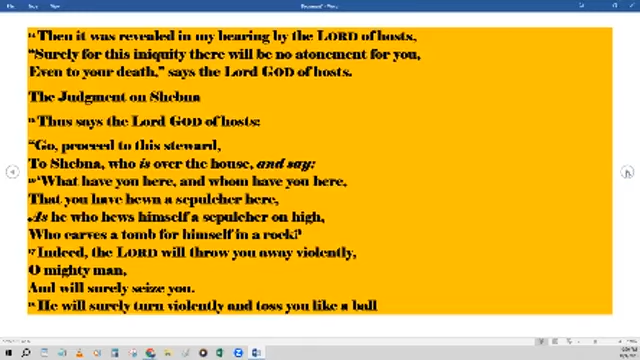 14 Then it was revealed in my hearing by the LORD of hosts,
“Surely for this iniquity there will be no atonement for you,
Even to your death,” says the Lord GOD of hosts.
The Judgment on Shebna
15 Thus says the Lord GOD of hosts:
“Go, proceed to this steward,
To Shebna, who is over the house, and say:
16 ‘What have you here, and whom have you here,
That you have hewn a sepulcher here,
As he who hews himself a sepulcher on high,
Who carves a tomb for himself in a rock?
17 Indeed, the LORD will throw you away violently,
O mighty man,
And will surely seize you.
18 He will surely turn violently and toss you like a ball